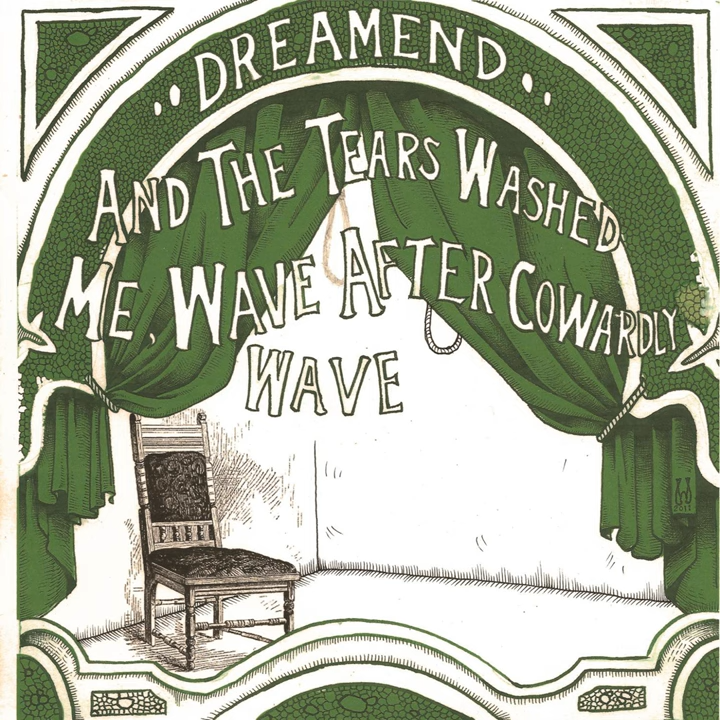 DREAMEND
AND THE TEARS WASHED
ME, WAVE AFTER COWARDLY
WAVE